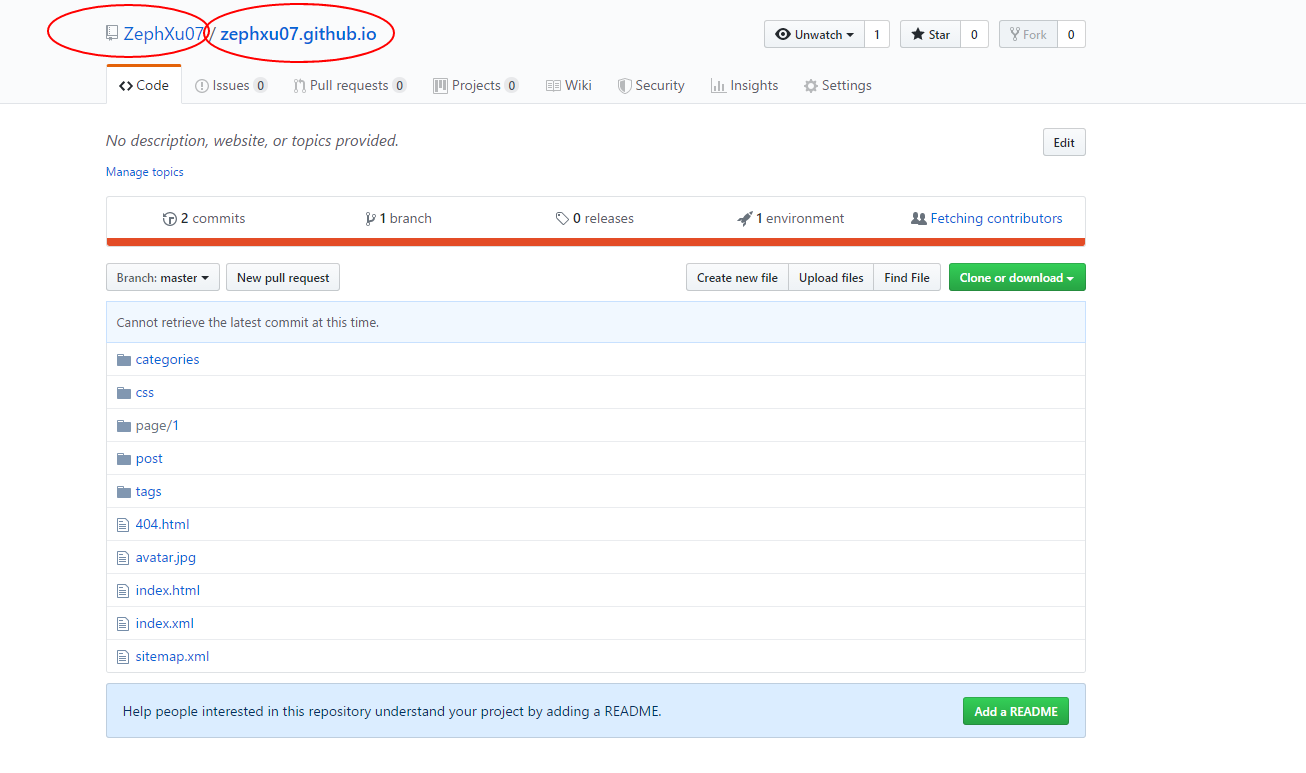 ZephXu07 / zephxu07.github.io Unwatch 1 Star 0 Fork 0
Code Issues 0 Pull requests 0 Projects 0 Wiki Security Insights Settings
No description, website, or topics provided. Edit
Manage topics
2 commits 1 branch 0 releases 1 environment Fetching contributors
Branch: master New pull request Create new file Upload files Find File Clone or download
Cannot retrieve the latest commit at this time.
categories
css
page/1
post
tags
404.html
avatar.jpg
index.html
index.xml
sitemap.xml
Help people interested in this repository understand your project by adding a README. Add a README